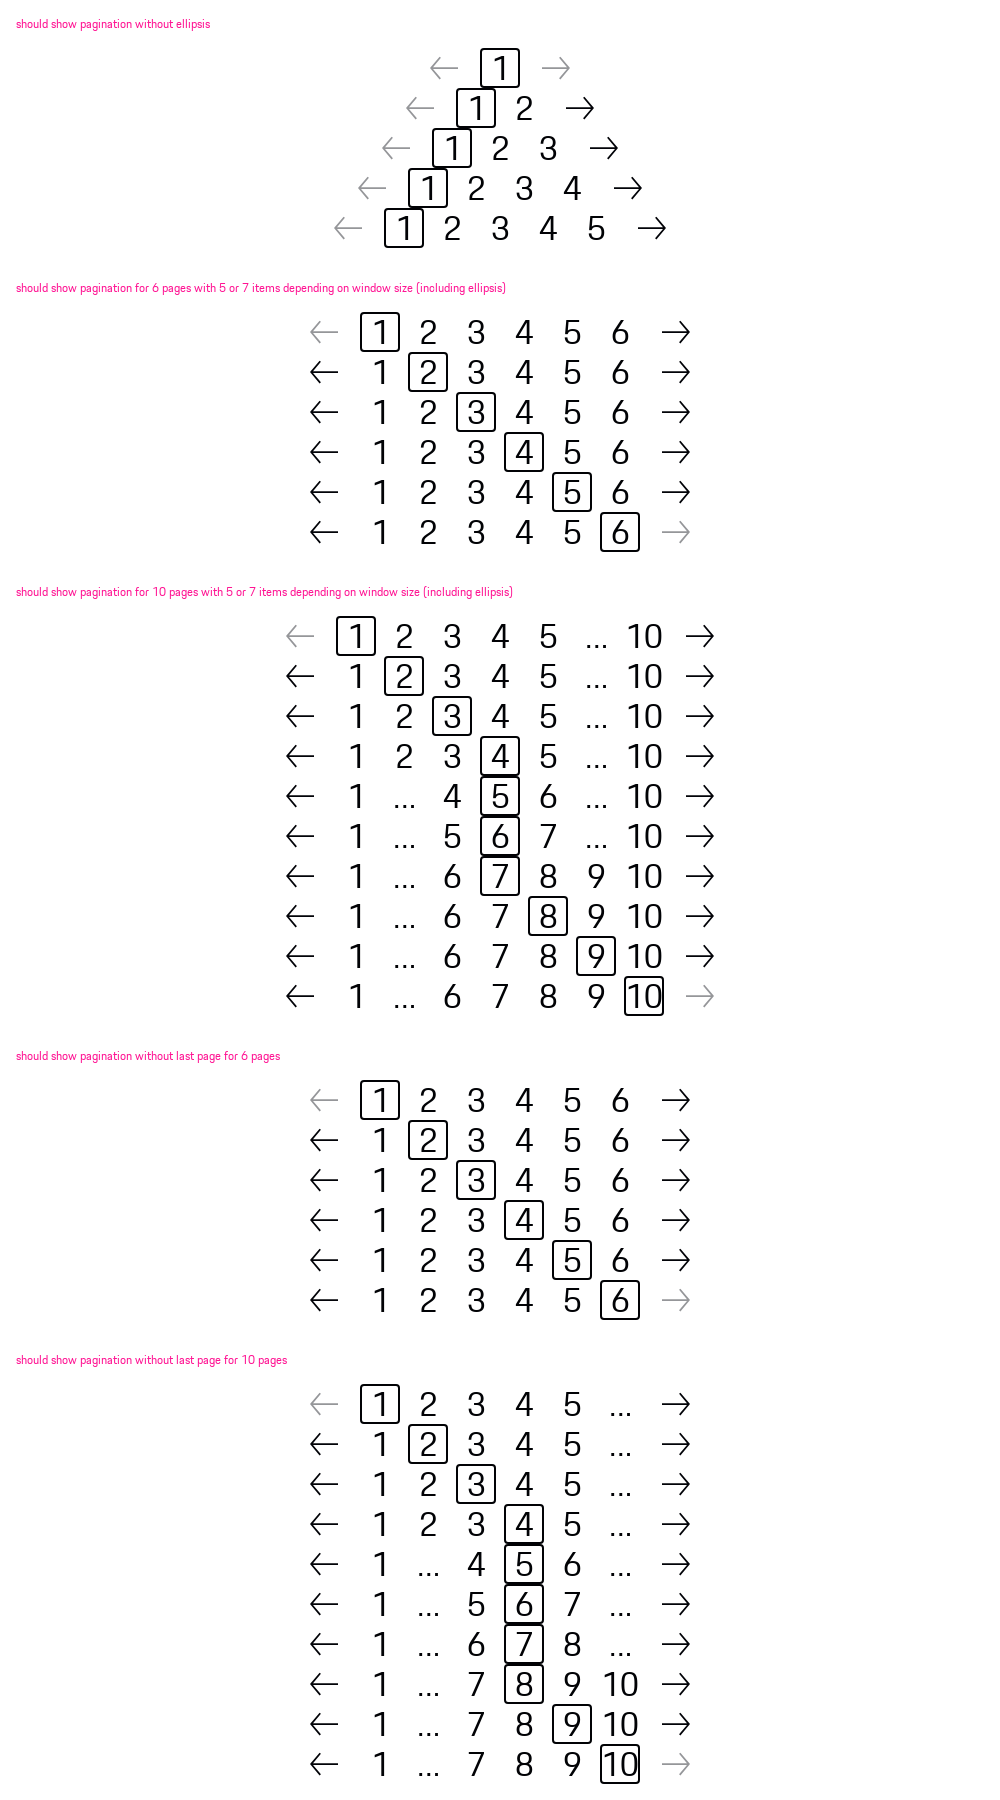 should show pagination without ellipsis
← 1 →
← 1 2 →
← 1 2 3 →
← 1 2 3 4 →
← 1 2 3 4 5 →
should show pagination for 6 pages with 5 or 7 items depending on window size (including ellipsis)
← 1 2 3 4 5 6 →
← 1 2 3 4 5 6 →
← 1 2 3 4 5 6 →
← 1 2 3 4 5 6 →
← 1 2 3 4 5 6 →
← 1 2 3 4 5 6 →
should show pagination for 10 pages with 5 or 7 items depending on window size (including ellipsis)
← 1 2 3 4 5 ... 10 →
← 1 2 3 4 5 ... 10 →
← 1 2 3 4 5 ... 10 →
← 1 2 3 4 5 ... 10 →
← 1 ... 4 5 6 ... 10 →
← 1 ... 5 6 7 ... 10 →
← 1 ... 6 7 8 9 10 →
← 1 ... 6 7 8 9 10 →
← 1 ... 6 7 8 9 10 →
← 1 ... 6 7 8 9 10 →
should show pagination without last page for 6 pages
← 1 2 3 4 5 6 →
← 1 2 3 4 5 6 →
← 1 2 3 4 5 6 →
← 1 2 3 4 5 6 →
← 1 2 3 4 5 6 →
← 1 2 3 4 5 6 →
should show pagination without last page for 10 pages
← 1 2 3 4 5 ... →
← 1 2 3 4 5 ... →
← 1 2 3 4 5 ... →
← 1 2 3 4 5 ... →
← 1 ... 4 5 6 ... →
← 1 ... 5 6 7 ... →
← 1 ... 6 7 8 ... →
← 1 ... 7 8 9 10 →
← 1 ... 7 8 9 10 →
← 1 ... 7 8 9 10 →